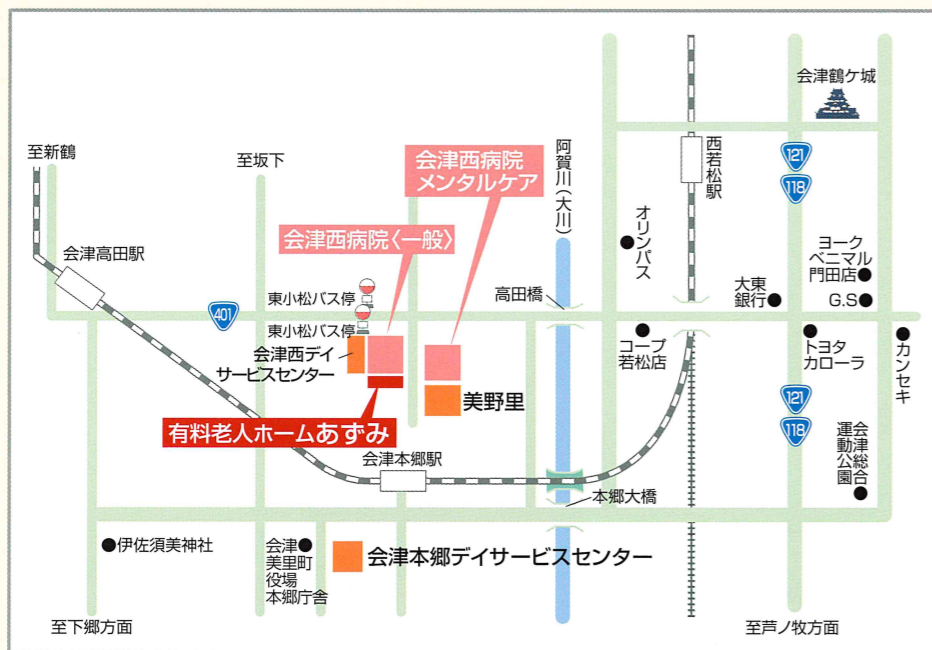 会津鶴ケ城
至新鶴
至坂下
会津西病院
メンタルケア
阿賀川(大川)
西若松駅
121
118
会津西病院〈一般〉
オリンパス
ヨーク
ベニマル
門田店
会津高田駅
東小松バス停
高田橋
大東
銀行
G.S
401
東小松バス停
会津西デイ
サービスセンター
コープ
若松店
トヨタ
カローラ
カンセキ
美野里
121
118
有料老人ホームあずみ
会津総合
運動公園
会津本郷駅
本郷大橋
伊佐須美神社
会津
美里町
役場
本郷庁舎
会津本郷デイサービスセンター
至下郷方面
至芦ノ牧方面